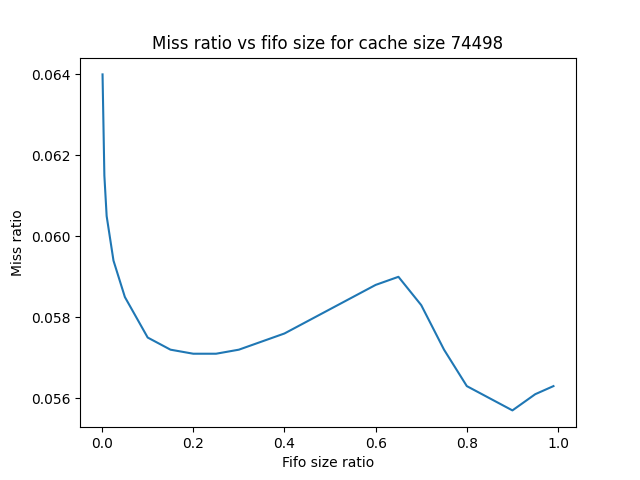 Miss ratio vs fifo size for cache size 74498
0.064
0.062
0.060
0.058
0.056
Miss ratio
0.0 0.2 0.4 0.6 0.8 1.0
Fifo size ratio